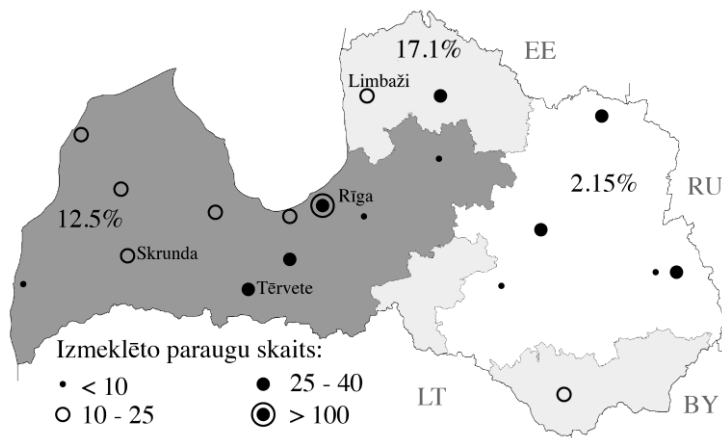 17.1%
EE
Limbaži
2.15%
RU
Rīga
12.5%
Skrunda
Tērvete
Izmeklēto paraugu skaits:
< 10
25 - 40
10 - 25
> 100
LT
BY